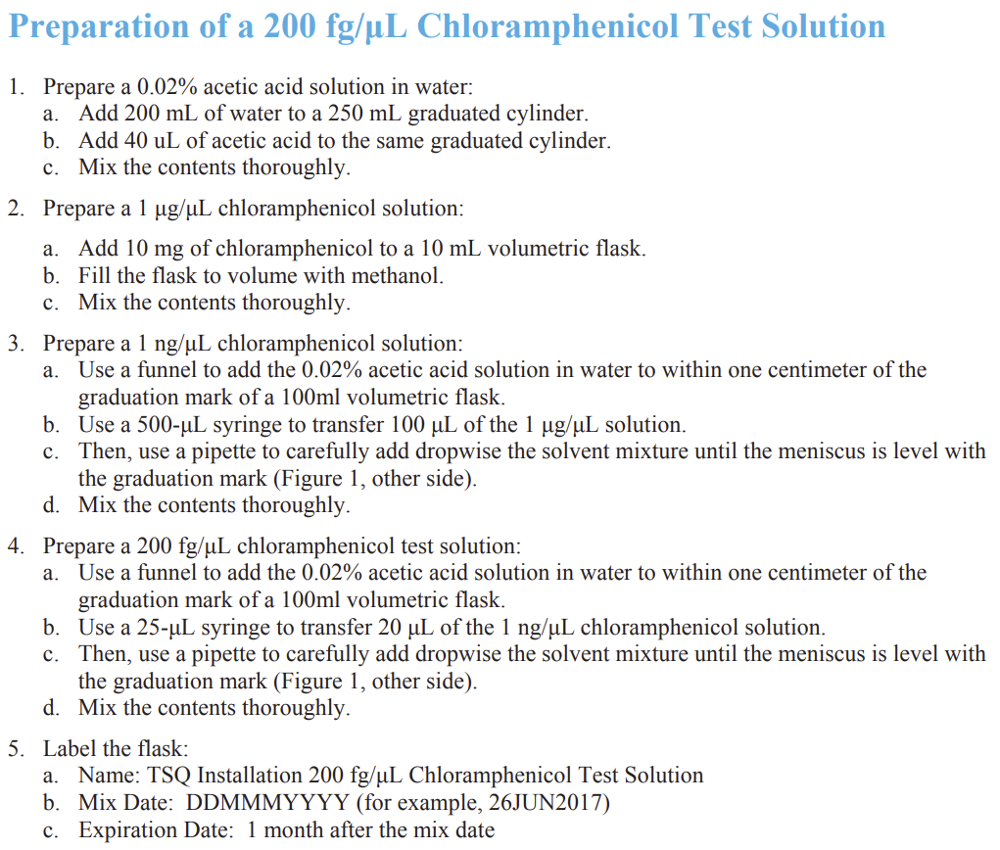 Preparation of a 200 fg/µL Chloramphenicol Test Solution
1. Prepare a 0.02% acetic acid solution in water:
a. Add 200 mL of water to a 250 mL graduated cylinder.
b. Add 40 uL of acetic acid to the same graduated cylinder.
c. Mix the contents thoroughly.
2. Prepare a 1 µg/µL chloramphenicol solution:
a. Add 10 mg of chloramphenicol to a 10 mL volumetric flask.
b. Fill the flask to volume with methanol.
c. Mix the contents thoroughly.
3. Prepare a 1 ng/µL chloramphenicol solution:
a. Use a funnel to add the 0.02% acetic acid solution in water to within one centimeter of the
graduation mark of a 100ml volumetric flask.
b. Use a 500-µL syringe to transfer 100 µL of the 1 µg/µL solution.
c. Then, use a pipette to carefully add dropwise the solvent mixture until the meniscus is level with
the graduation mark (Figure 1, other side).
d. Mix the contents thoroughly.
4. Prepare a 200 fg/µL chloramphenicol test solution:
a. Use a funnel to add the 0.02% acetic acid solution in water to within one centimeter of the
graduation mark of a 100ml volumetric flask.
b. Use a 25-µL syringe to transfer 20 µL of the 1 ng/µL chloramphenicol solution.
c. Then, use a pipette to carefully add dropwise the solvent mixture until the meniscus is level with
the graduation mark (Figure 1, other side).
d. Mix the contents thoroughly.
5. Label the flask:
a. Name: TSQ Installation 200 fg/µL Chloramphenicol Test Solution
b. Mix Date: DDMMMYYYY (for example, 26JUN2017)
c. Expiration Date: 1 month after the mix date